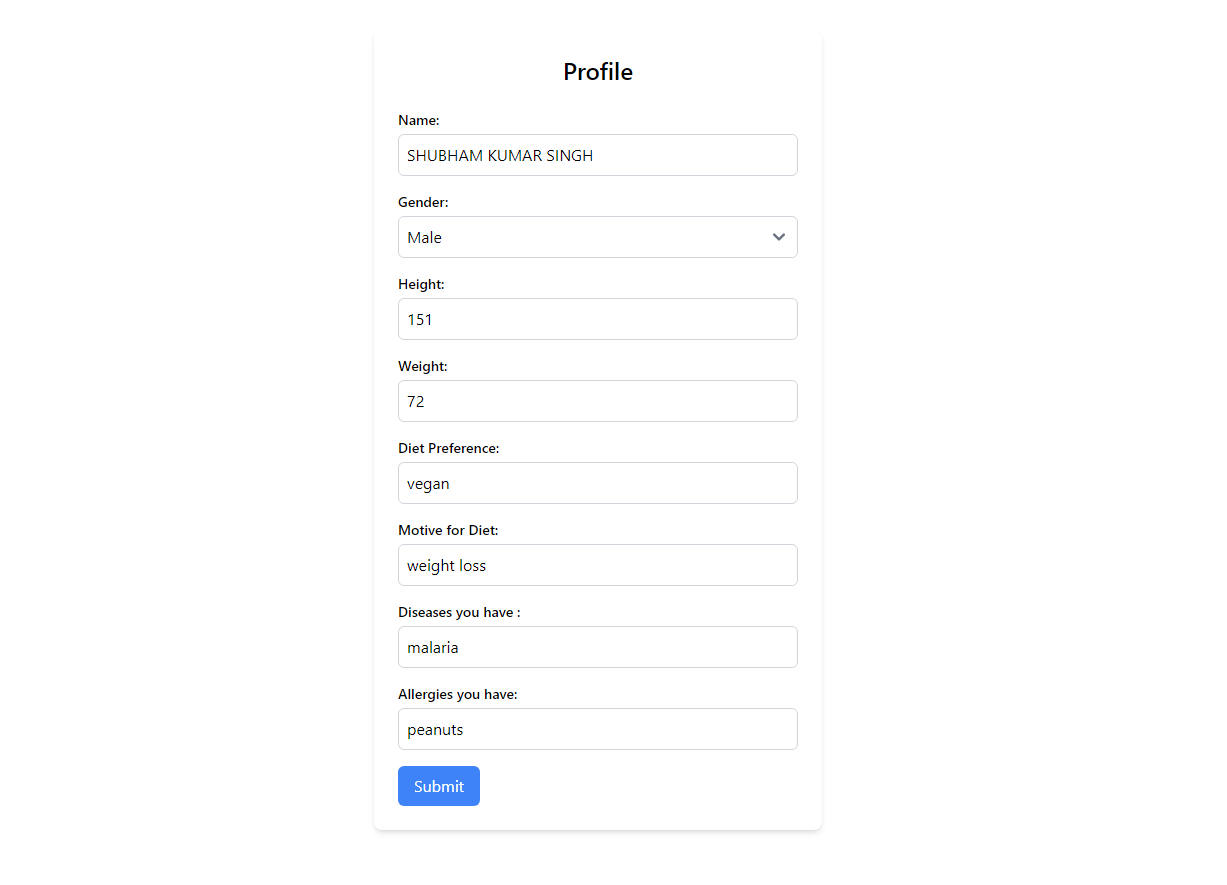 Profile
Name:
SHUBHAM KUMAR SINGH
Gender:
Male
Height:
151
Weight:
72
Diet Preference:
vegan
Motive for Diet:
weight loss
Diseases you have :
malaria
Allergies you have:
peanuts
Submit